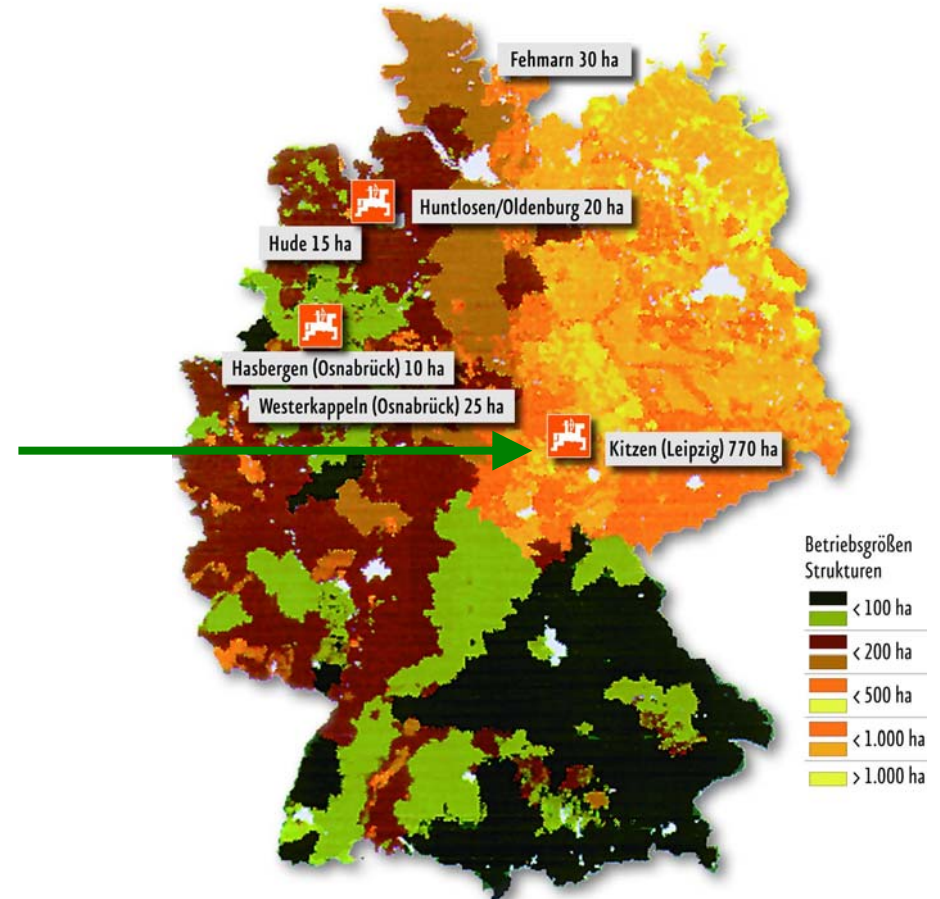 Fehmarn 30 ha
Huntlosen/Oldenburg 20 ha
Hude 15 ha
Hasbergen (Osnabrück) 10 ha
Westerkappeln (Osnabrück) 25 ha
Kitzen (Leipzig) 770 ha
Betriebsgrößen
Strukturen
< 100 ha
< 200 ha
< 500 ha
< 1.000 ha
> 1.000 ha